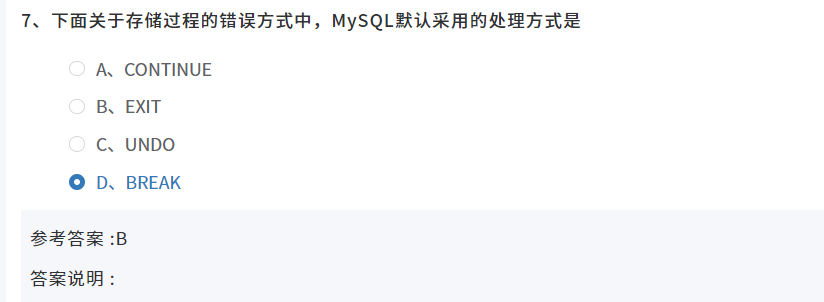 7、下面关于存储过程的错误方式中，MySQL默认采用的处理方式是
A、CONTINUE
B、EXIT
C、UNDO
D、BREAK
参考答案 :B
答案说明 :